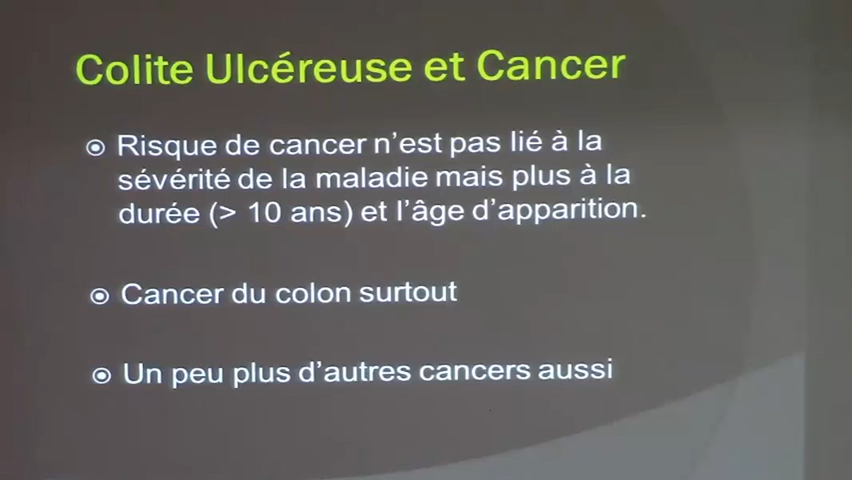 Colite Ulcéreuse et Cancer
Risque de cancer n'est pas lié à la
sévérité de la maladie mais plus à la
durée (> 10 ans) et l'âge d'apparition.
Cancer du colon surtout
Un peu plus d'autres cancers aussi